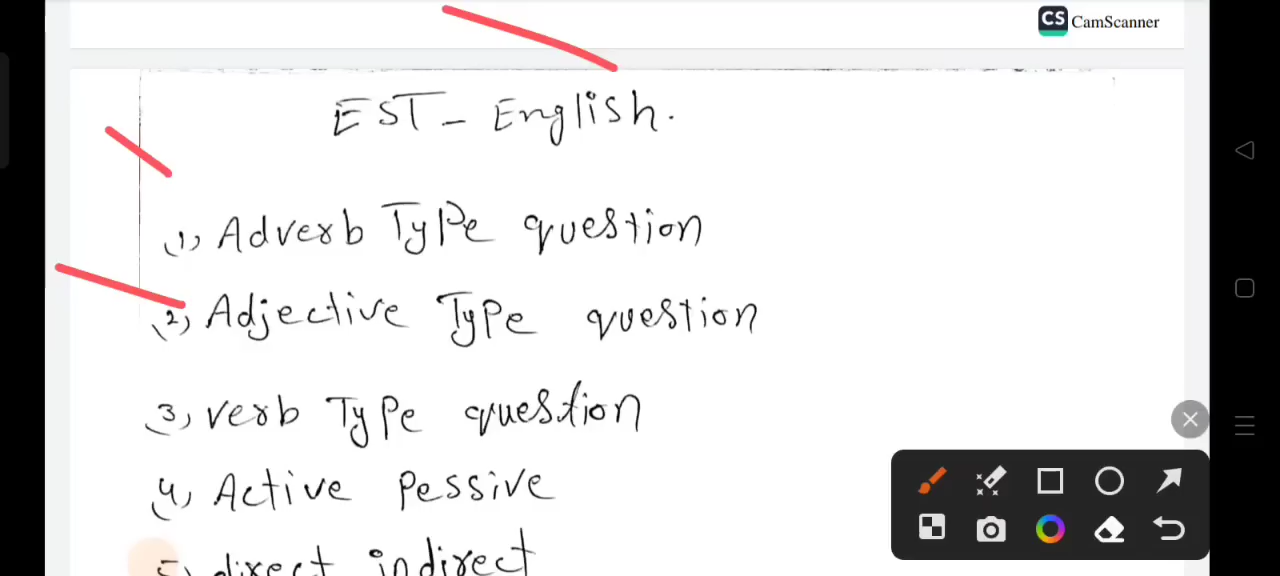 CS CamScanner
EST - English.
(1) Adverb Type question
(2) Adjective Type question
(3) verb Type question
(4) Active Pessive
(5) direct indirect